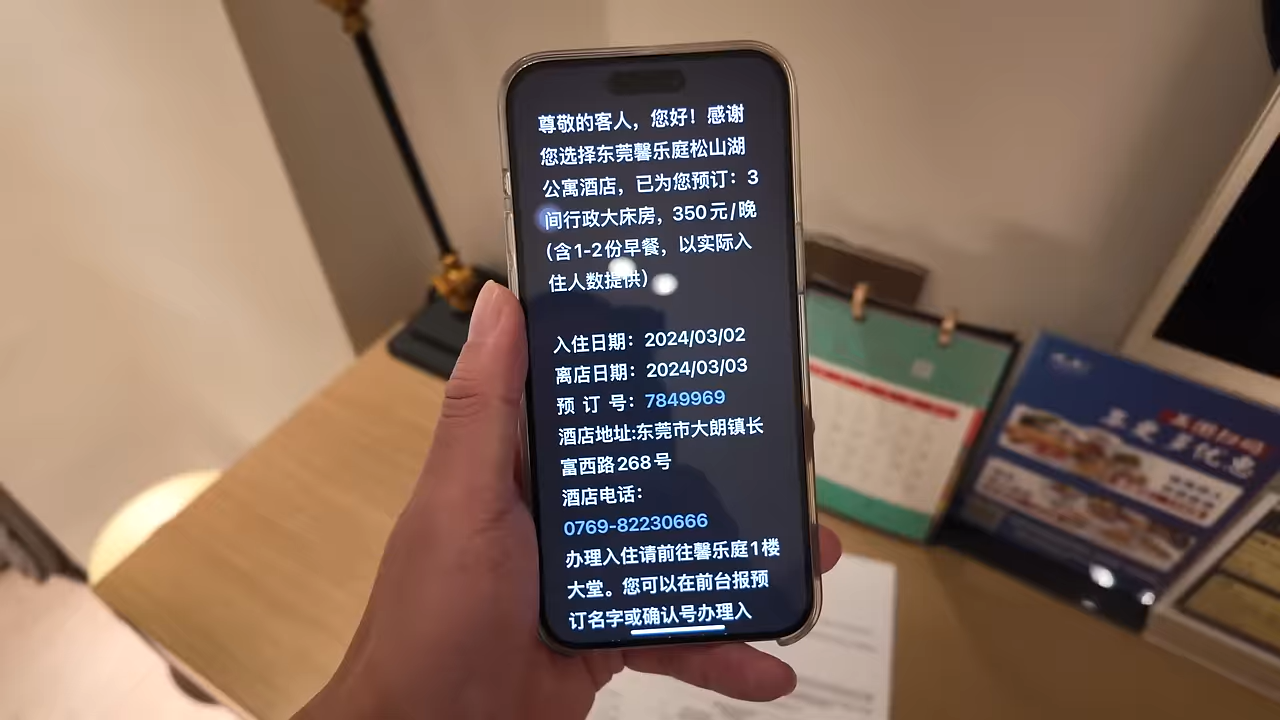 尊敬的客人，您好！感谢
您选择东莞馨乐庭松山湖
公寓酒店，已为您预订：3
间行政大床房，350元/晚
（含1-2份早餐，以实际入
住人数提供）
入住日期：2024/03/02
离店日期：2024/03/03
预 订 号：7849969
酒店地址:东莞市大朗镇长
富西路268号
酒店电话：
0769-82230666
办理入住请前往馨乐庭1楼
大堂。您可以在前台报预
订名字或确认号办理入